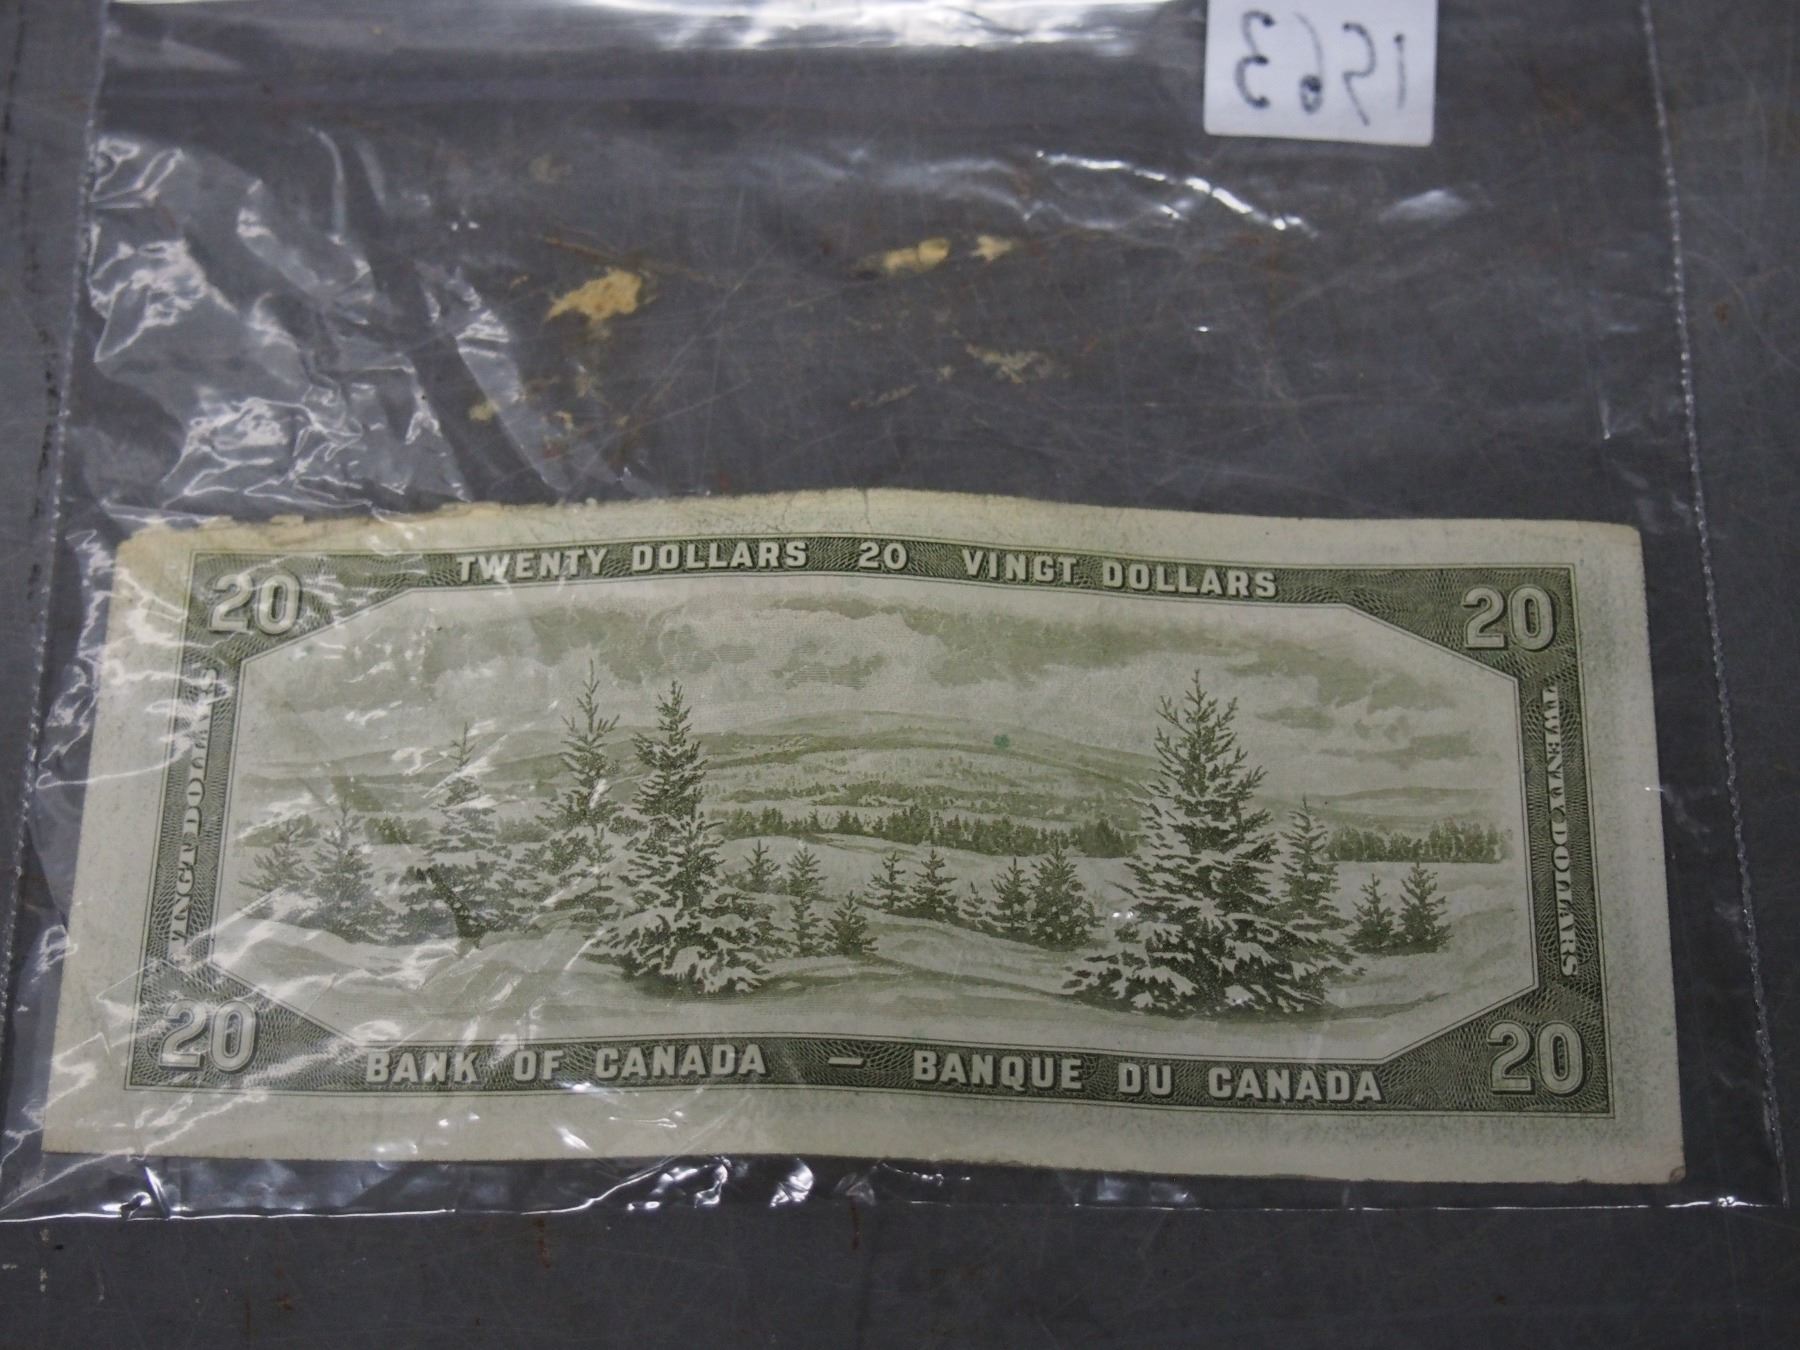 1563
TWENTY DOLLARS 20 VINGT DOLLARS
20
20
VINGT DOLLARS
TWENTY DOLLARS
20
20
BANK OF CANADA — BANQUE DU CANADA